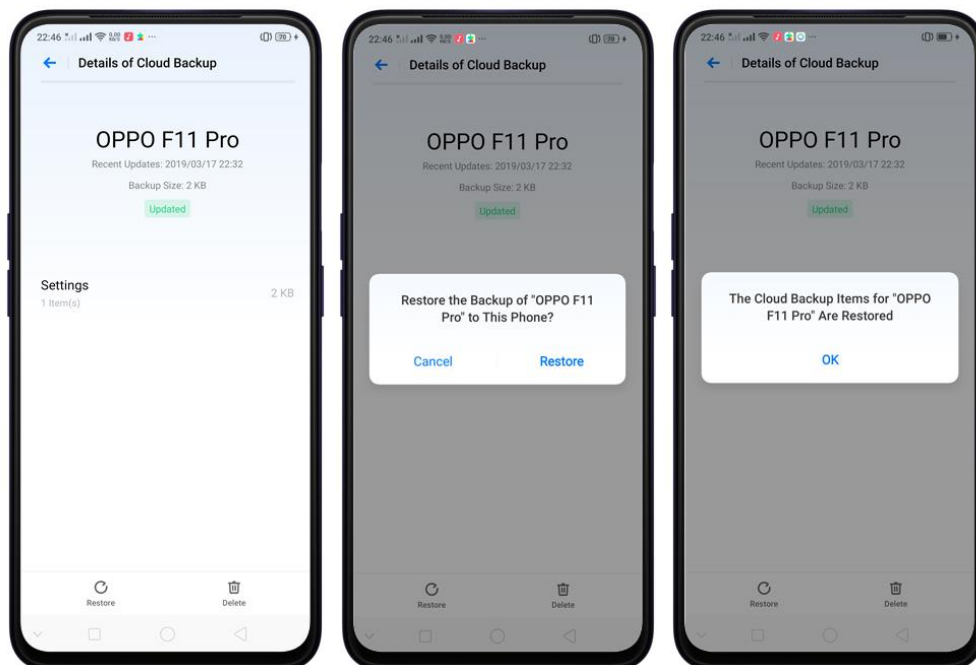 22:46
Details of Cloud Backup
OPPO F11 Pro
Recent Updates: 2019/03/17 22:32
Backup Size: 2 KB
Updated
Settings
1 Item(s)
2 KB
Restore
Delete
22:46
Details of Cloud Backup
OPPO F11 Pro
Recent Updates: 2019/03/17 22:32
Backup Size: 2 KB
Updated
Restore the Backup of "OPPO F11
Pro" to This Phone?
Cancel
Restore
Restore
Delete
22:46
Details of Cloud Backup
OPPO F11 Pro
Recent Updates: 2019/03/17 22:32
Backup Size: 2 KB
Updated
The Cloud Backup Items for "OPPO
F11 Pro" Are Restored
OK
Restore
Delete